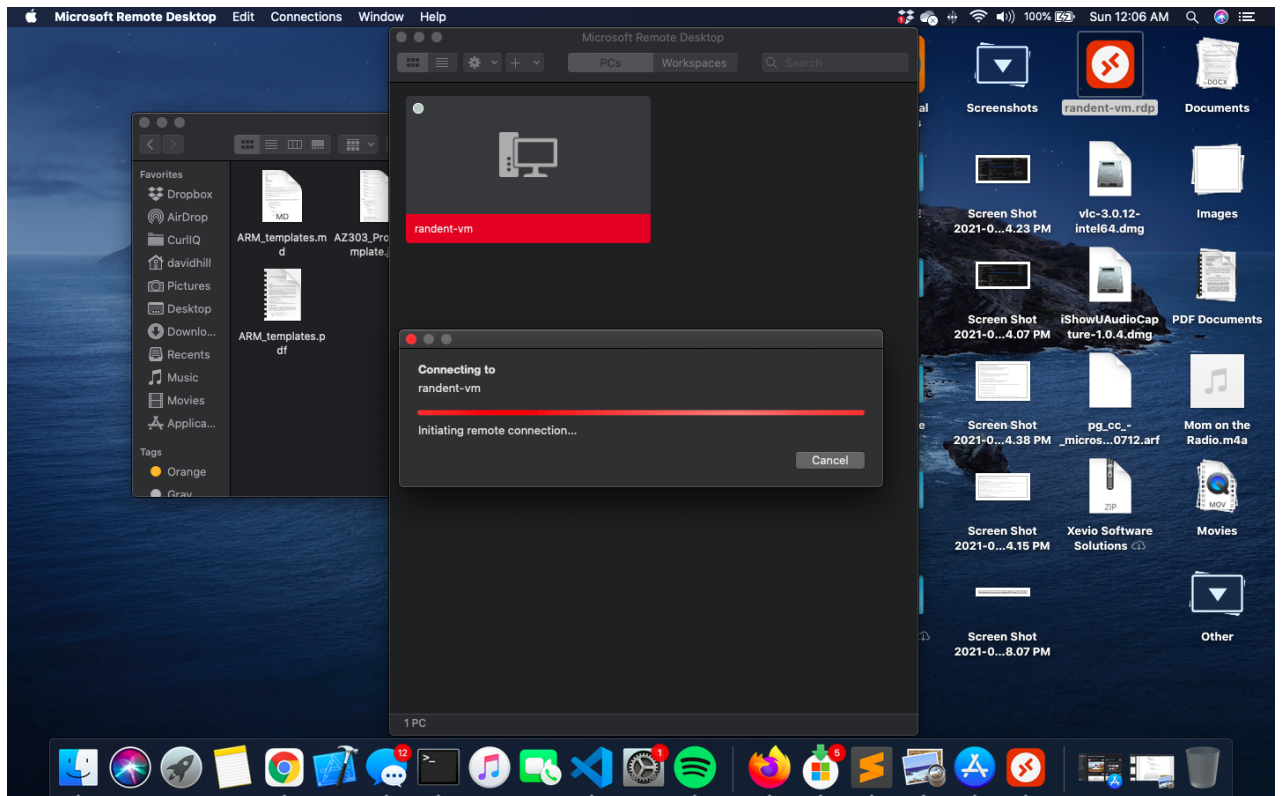 Microsoft Remote Desktop Edit Connections Window Help
100% Sun 12:06 AM
Microsoft Remote Desktop
PCs Workspaces Search
randent-vm
Connecting to
randent-vm
Initiating remote connection...
Cancel
1 PC
Favorites
Dropbox
AirDrop
CurlIQ
davidhill
Pictures
Desktop
Downlo...
Recents
Music
Movies
Applica...
Tags
Orange
Gray
MD
ARM_templates.m
d
AZ303_Pro
mplate.j
ARM_templates.p
df
al
Screenshots
randent-vm.rdp
DOCX
Documents
Screen Shot
2021-0...4.23 PM
vlc-3.0.12-
intel64.dmg
Images
Screen Shot
2021-0...4.07 PM
iShowUAudioCap
ture-1.0.4.dmg
PDF Documents
Screen Shot
2021-0...4.38 PM
pg_cc_-
_micros...0712.arf
Mom on the
Radio.m4a
Screen Shot
2021-0...4.15 PM
ZIP
Xevio Software
Solutions
MOV
Movies
Screen Shot
2021-0...8.07 PM
Other
12
1
5